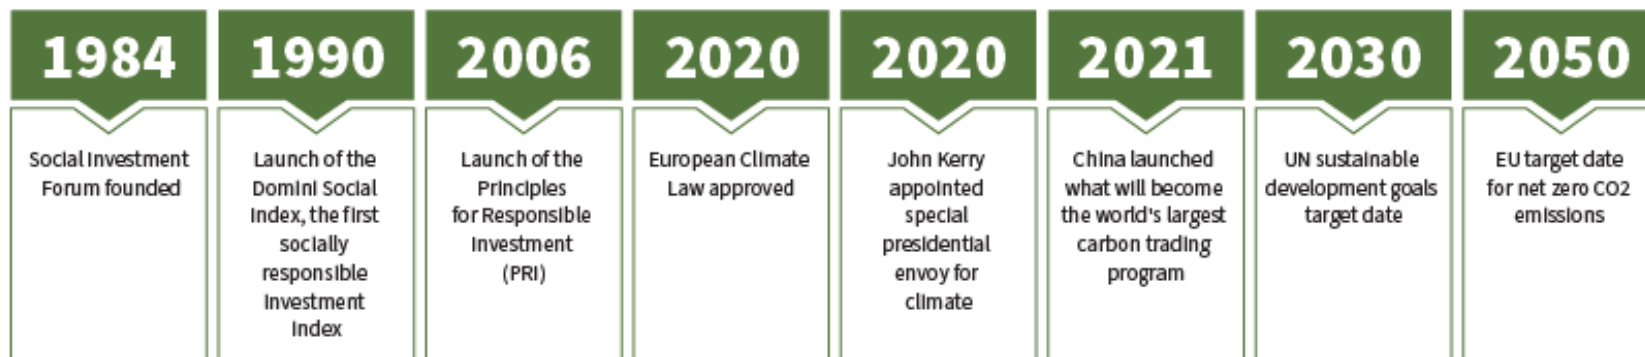 1984
Social Investment
Forum founded
1990
Launch of the
Domini Social
Index, the first
socially
responsible
investment
index
2006
Launch of the
Principles
for Responsible
Investment
(PRI)
2020
European Climate
Law approved
2020
John Kerry
appointed
special
presidential
envoy for
climate
2021
China launched
what will become
the world's largest
carbon trading
program
2030
UN sustainable
development goals
target date
2050
EU target date
for net zero CO2
emissions